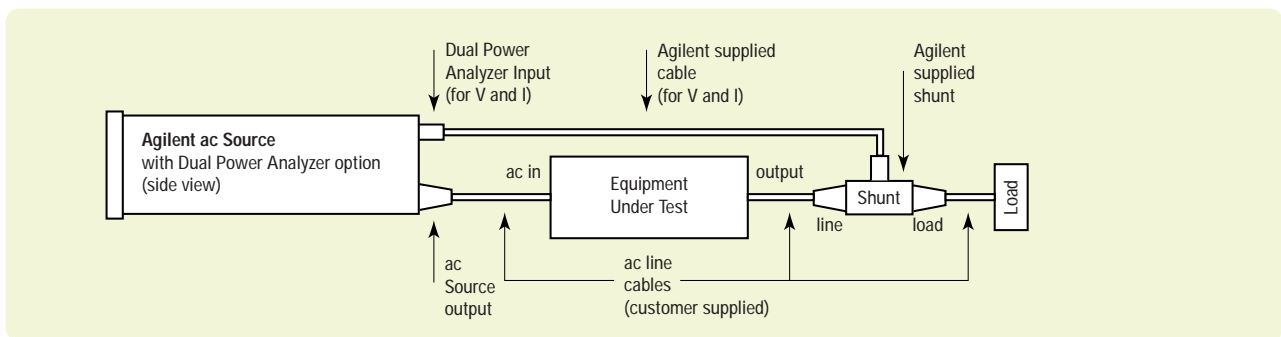 Dual Power
Analyzer Input
(for V and I)
Agilent supplied
cable
(for V and I)
Agilent
supplied
shunt
Agilent ac Source
with Dual Power Analyzer option
(side view)
ac in
Equipment
Under Test
output
Shunt
line
load
Load
ac
Source
output
ac line
cables
(customer supplied)